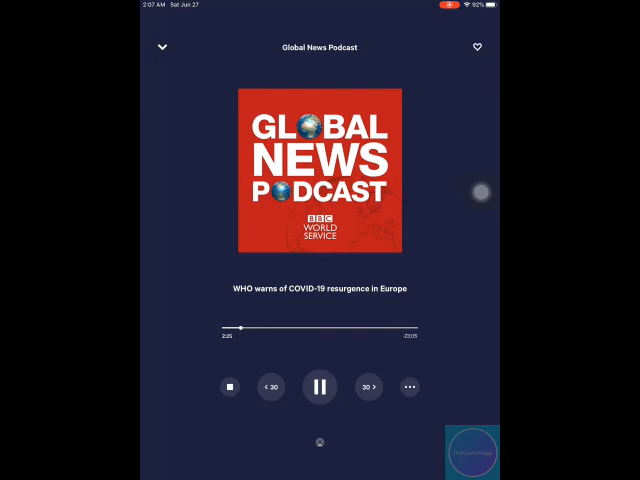 2:07 AM Sat Jun 27
92%
Global News Podcast
GLOBAL
NEWS
PODCAST
BBC
WORLD
SERVICE
WHO warns of COVID-19 resurgence in Europe
2:25
-23:05
30
30